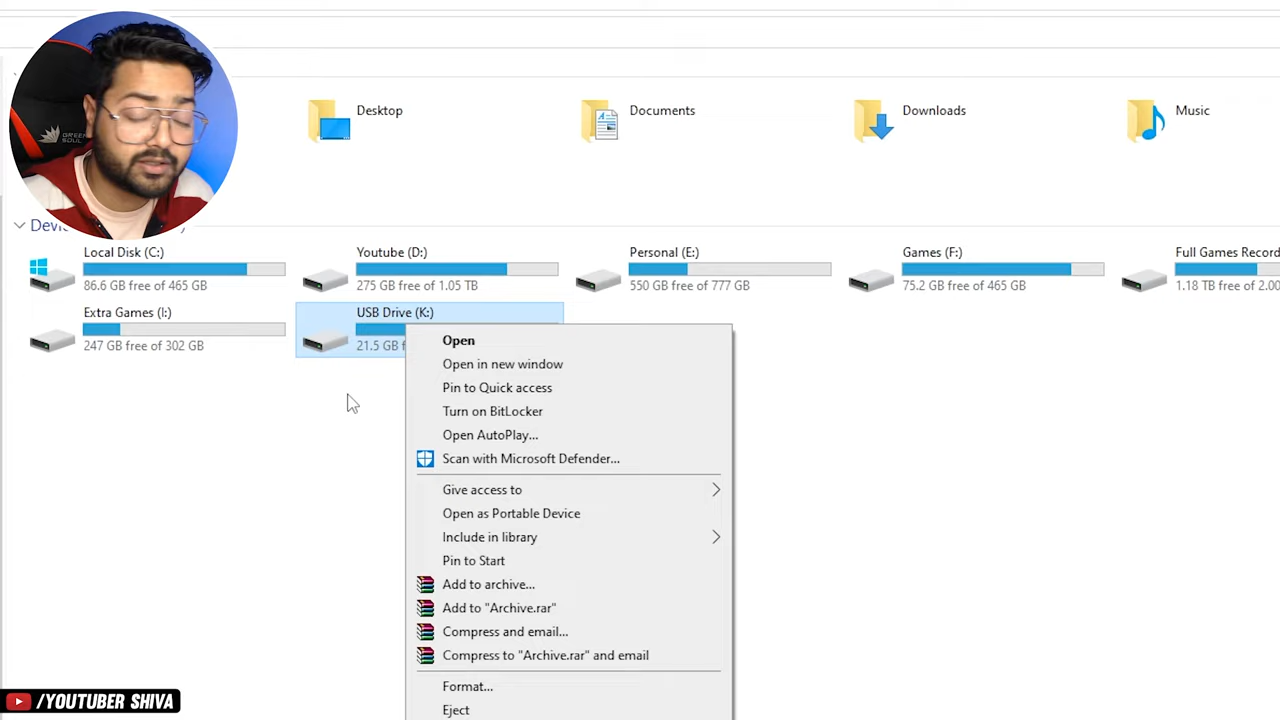 Desktop
Documents
Downloads
Music
Local Disk (C:)
86.6 GB free of 465 GB
Youtube (D:)
275 GB free of 1.05 TB
Personal (E:)
550 GB free of 777 GB
Games (F:)
75.2 GB free of 465 GB
Full Games Record
1.18 TB free of 2.00
Extra Games (I:)
247 GB free of 302 GB
USB Drive (K:)
21.5 GB f
Open
Open in new window
Pin to Quick access
Turn on BitLocker
Open AutoPlay...
Scan with Microsoft Defender...
Give access to
Open as Portable Device
Include in library
Pin to Start
Add to archive...
Add to "Archive.rar"
Compress and email...
Compress to "Archive.rar" and email
Format...
Eject
/YOUTUBER SHIVA